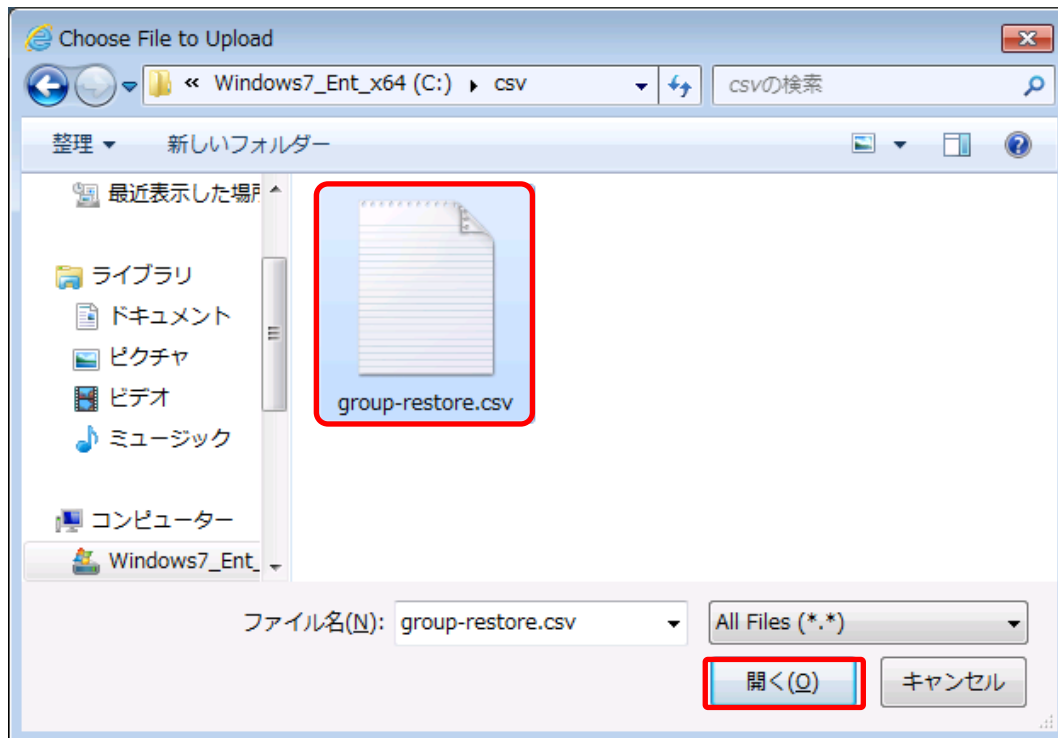 Choose File to Upload
« Windows7_Ent_x64 (C:) ▸ csv
csvの検索
整理 ▼ 新しいフォルダー
最近表示した場所
ライブラリ
ドキュメント
ピクチャ
ビデオ
ミュージック
コンピューター
Windows7_Ent_
group-restore.csv
ファイル名(N): group-restore.csv
All Files (*.*)
開く(O)
キャンセル